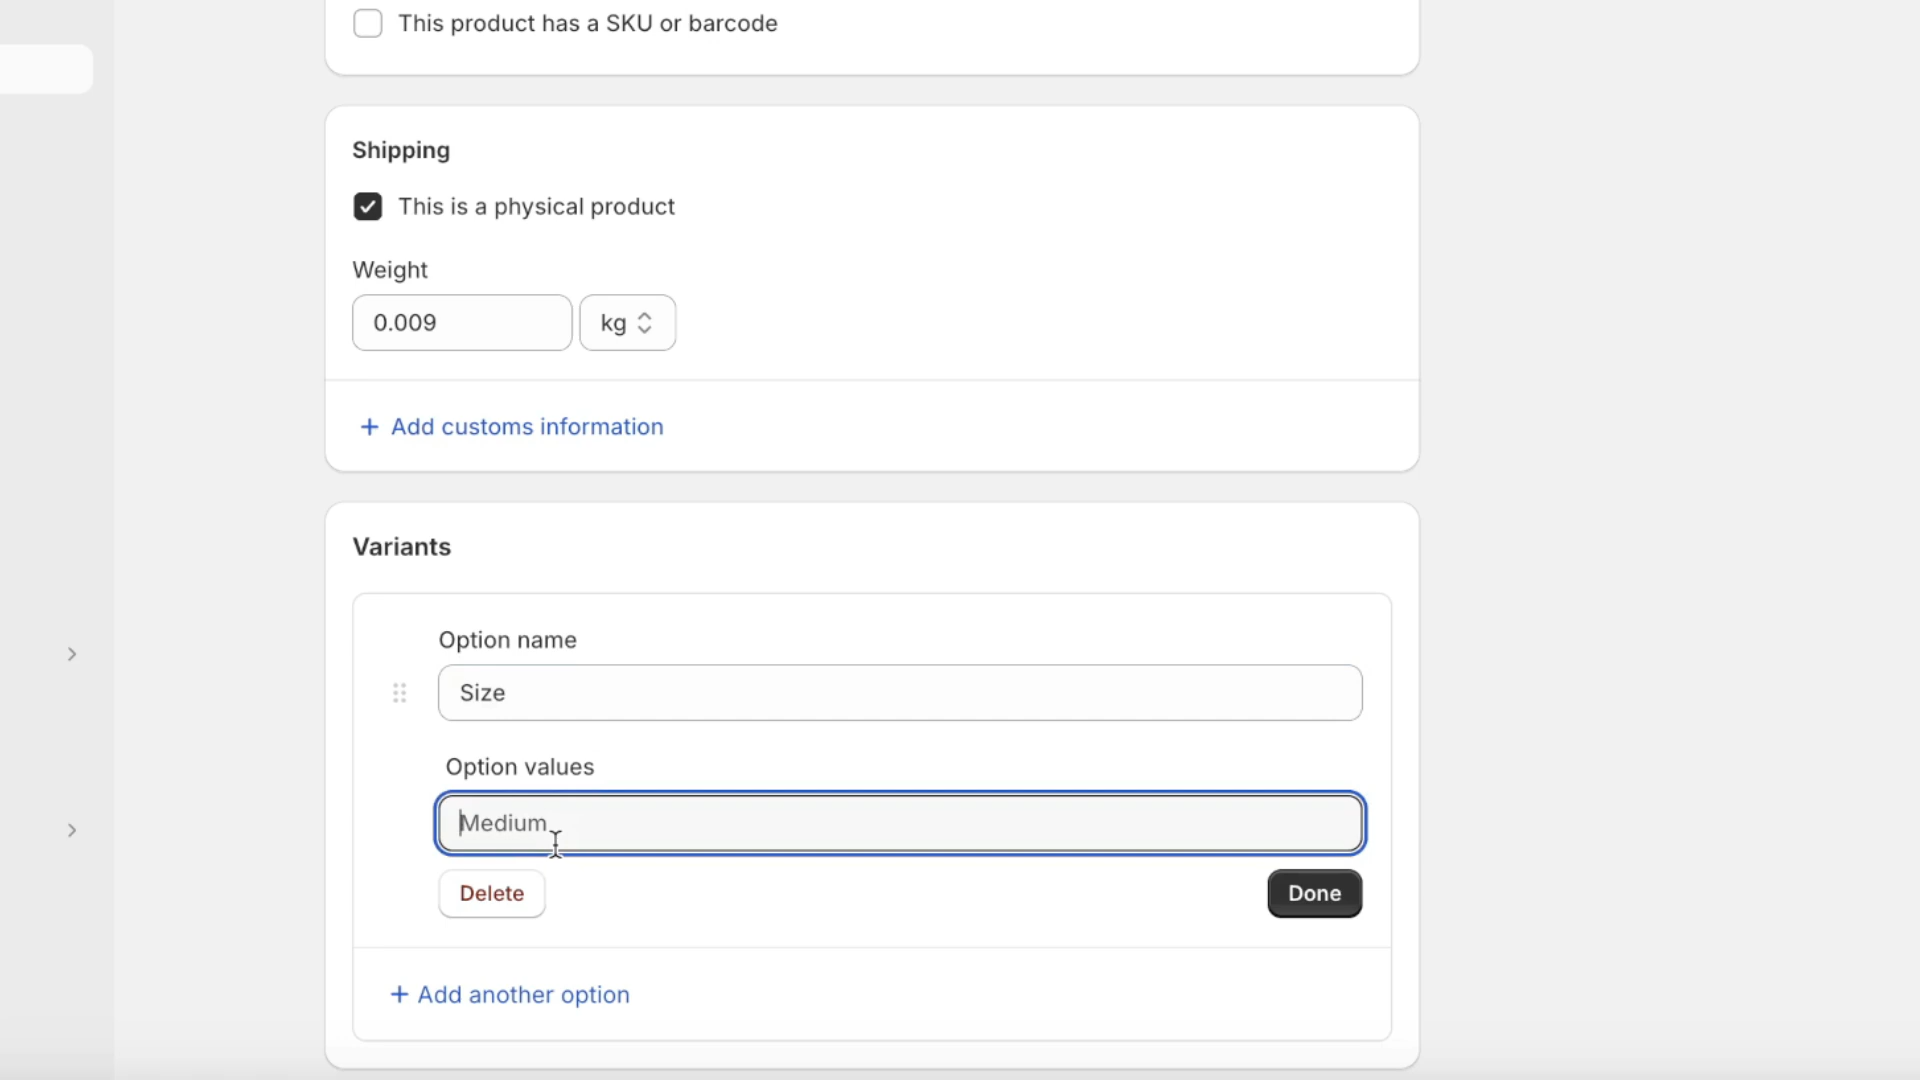 This product has a SKU or barcode
Shipping
This is a physical product
Weight
0.009 kg
+ Add customs information
Variants
Option name
Size
Option values
Medium
Delete Done
+ Add another option